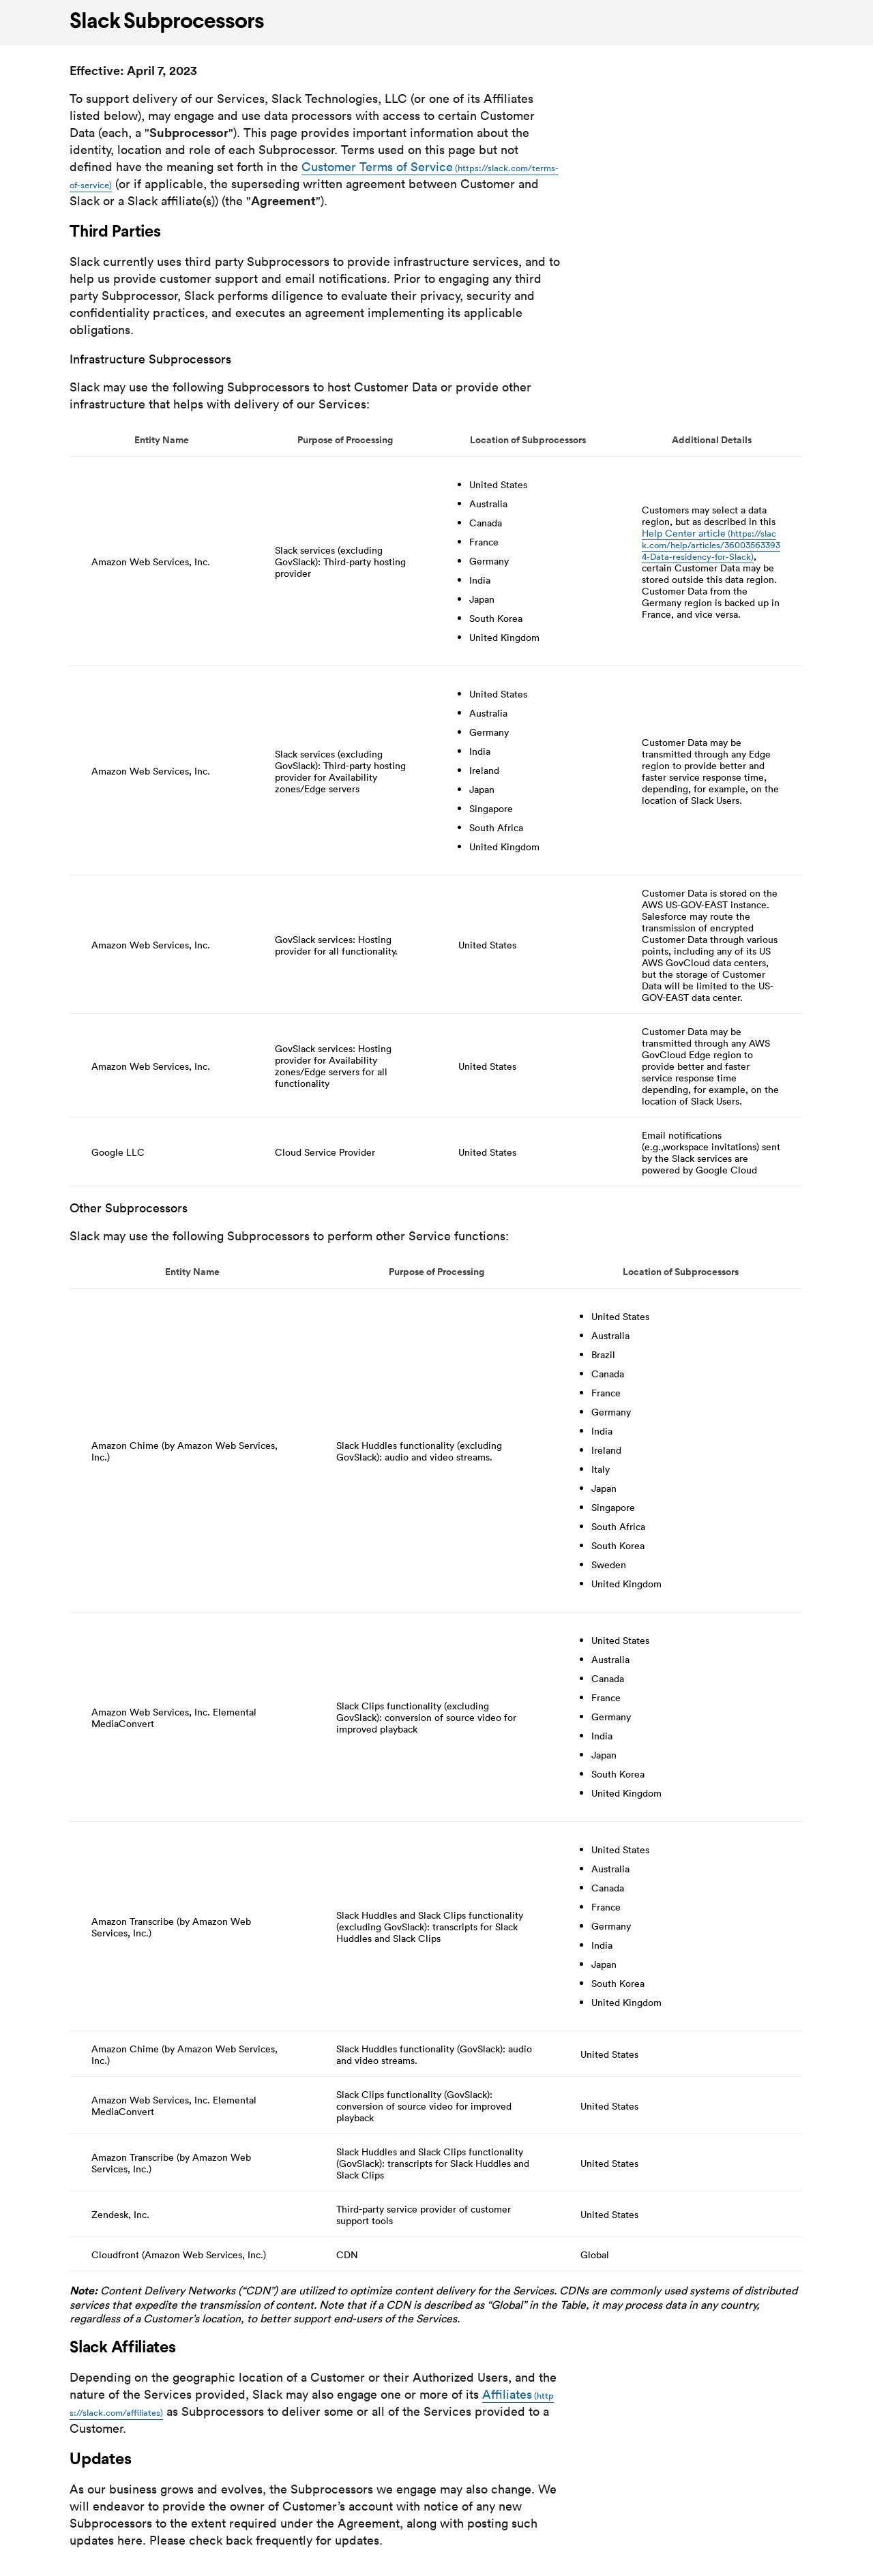 Slack Subprocessors
Effective: April 7, 2023
To support delivery of our Services, Slack Technologies, LLC (or one of its Affiliates
listed below), may engage and use data processors with access to certain Customer
Data (each, a "Subprocessor"). This page provides important information about the
identity, location and role of each Subprocessor. Terms used on this page but not
defined have the meaning set forth in the Customer Terms of Service (https://slack.com/terms-
of-service) (or if applicable, the superseding written agreement between Customer and
Slack or a Slack affiliate(s)) (the "Agreement").
Third Parties
Slack currently uses third party Subprocessors to provide infrastructure services, and to
help us provide customer support and email notifications. Prior to engaging any third
party Subprocessor, Slack performs diligence to evaluate their privacy, security and
confidentiality practices, and executes an agreement implementing its applicable
obligations.
Infrastructure Subprocessors
Slack may use the following Subprocessors to host Customer Data or provide other
infrastructure that helps with delivery of our Services:
Entity Name Purpose of Processing Location of Subprocessors Additional Details
Amazon Web Services, Inc.
Slack services (excluding
GovSlack): Third-party hosting
provider
• United States
• Australia
• Canada
• France
• Germany
• India
• Japan
• South Korea
• United Kingdom
Customers may select a data
region, but as described in this
Help Center article (https://slac
k.com/help/articles/36003563393
4-Data-residency-for-Slack),
certain Customer Data may be
stored outside this data region.
Customer Data from the
Germany region is backed up in
France, and vice versa.
Amazon Web Services, Inc.
Slack services (excluding
GovSlack): Third-party hosting
provider for Availability
zones/Edge servers
• United States
• Australia
• Germany
• India
• Ireland
• Japan
• Singapore
• South Africa
• United Kingdom
Customer Data may be
transmitted through any Edge
region to provide better and
faster service response time,
depending, for example, on the
location of Slack Users.
Amazon Web Services, Inc.
GovSlack services: Hosting
provider for all functionality.
United States
Customer Data is stored on the
AWS US-GOV-EAST instance.
Salesforce may route the
transmission of encrypted
Customer Data through various
points, including any of its US
AWS GovCloud data centers,
but the storage of Customer
Data will be limited to the US-
GOV-EAST data center.
Amazon Web Services, Inc.
GovSlack services: Hosting
provider for Availability
zones/Edge servers for all
functionality
United States
Customer Data may be
transmitted through any AWS
GovCloud Edge region to
provide better and faster
service response time
depending, for example, on the
location of Slack Users.
Google LLC
Cloud Service Provider
United States
Email notifications
(e.g.,workspace invitations) sent
by the Slack services are
powered by Google Cloud
Other Subprocessors
Slack may use the following Subprocessors to perform other Service functions:
Entity Name Purpose of Processing Location of Subprocessors
Amazon Chime (by Amazon Web Services,
Inc.)
Slack Huddles functionality (excluding
GovSlack): audio and video streams.
• United States
• Australia
• Brazil
• Canada
• France
• Germany
• India
• Ireland
• Italy
• Japan
• Singapore
• South Africa
• South Korea
• Sweden
• United Kingdom
Amazon Web Services, Inc. Elemental
MediaConvert
Slack Clips functionality (excluding
GovSlack): conversion of source video for
improved playback
• United States
• Australia
• Canada
• France
• Germany
• India
• Japan
• South Korea
• United Kingdom
Amazon Transcribe (by Amazon Web
Services, Inc.)
Slack Huddles and Slack Clips functionality
(excluding GovSlack): transcripts for Slack
Huddles and Slack Clips
• United States
• Australia
• Canada
• France
• Germany
• India
• Japan
• South Korea
• United Kingdom
Amazon Chime (by Amazon Web Services,
Inc.)
Slack Huddles functionality (GovSlack): audio
and video streams.
United States
Amazon Web Services, Inc. Elemental
MediaConvert
Slack Clips functionality (GovSlack):
conversion of source video for improved
playback
United States
Amazon Transcribe (by Amazon Web
Services, Inc.)
Slack Huddles and Slack Clips functionality
(GovSlack): transcripts for Slack Huddles and
Slack Clips
United States
Zendesk, Inc.
Third-party service provider of customer
support tools
United States
Cloudfront (Amazon Web Services, Inc.)
CDN
Global
Note: Content Delivery Networks (“CDN”) are utilized to optimize content delivery for the Services. CDNs are commonly used systems of distributed
services that expedite the transmission of content. Note that if a CDN is described as “Global” in the Table, it may process data in any country,
regardless of a Customer’s location, to better support end-users of the Services.
Slack Affiliates
Depending on the geographic location of a Customer or their Authorized Users, and the
nature of the Services provided, Slack may also engage one or more of its Affiliates (http
s://slack.com/affiliates) as Subprocessors to deliver some or all of the Services provided to a
Customer.
Updates
As our business grows and evolves, the Subprocessors we engage may also change. We
will endeavor to provide the owner of Customer’s account with notice of any new
Subprocessors to the extent required under the Agreement, along with posting such
updates here. Please check back frequently for updates.